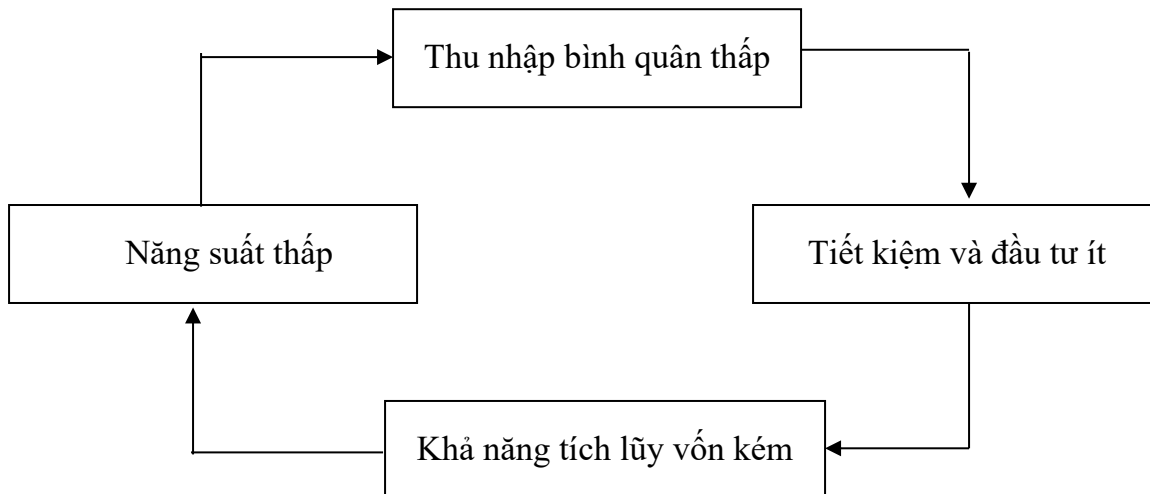 Thu nhập bình quân thấp
Năng suất thấp
Tiết kiệm và đầu tư ít
Khả năng tích lũy vốn kém